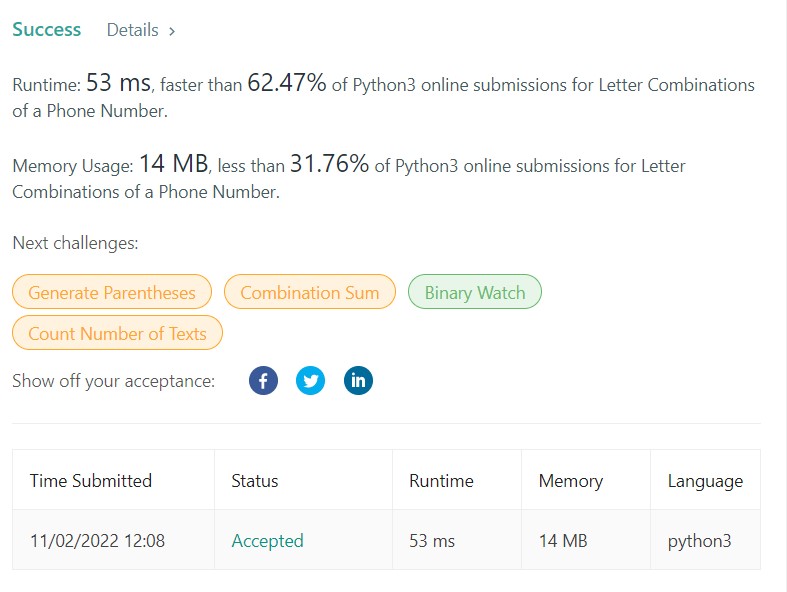 Success Details >
Runtime: 53 ms, faster than 62.47% of Python3 online submissions for Letter Combinations
of a Phone Number.
Memory Usage: 14 MB, less than 31.76% of Python3 online submissions for Letter
Combinations of a Phone Number.
Next challenges:
Generate Parentheses Combination Sum Binary Watch
Count Number of Texts
Show off your acceptance: f in
Time Submitted Status Runtime Memory Language
11/02/2022 12:08 Accepted 53 ms 14 MB python3